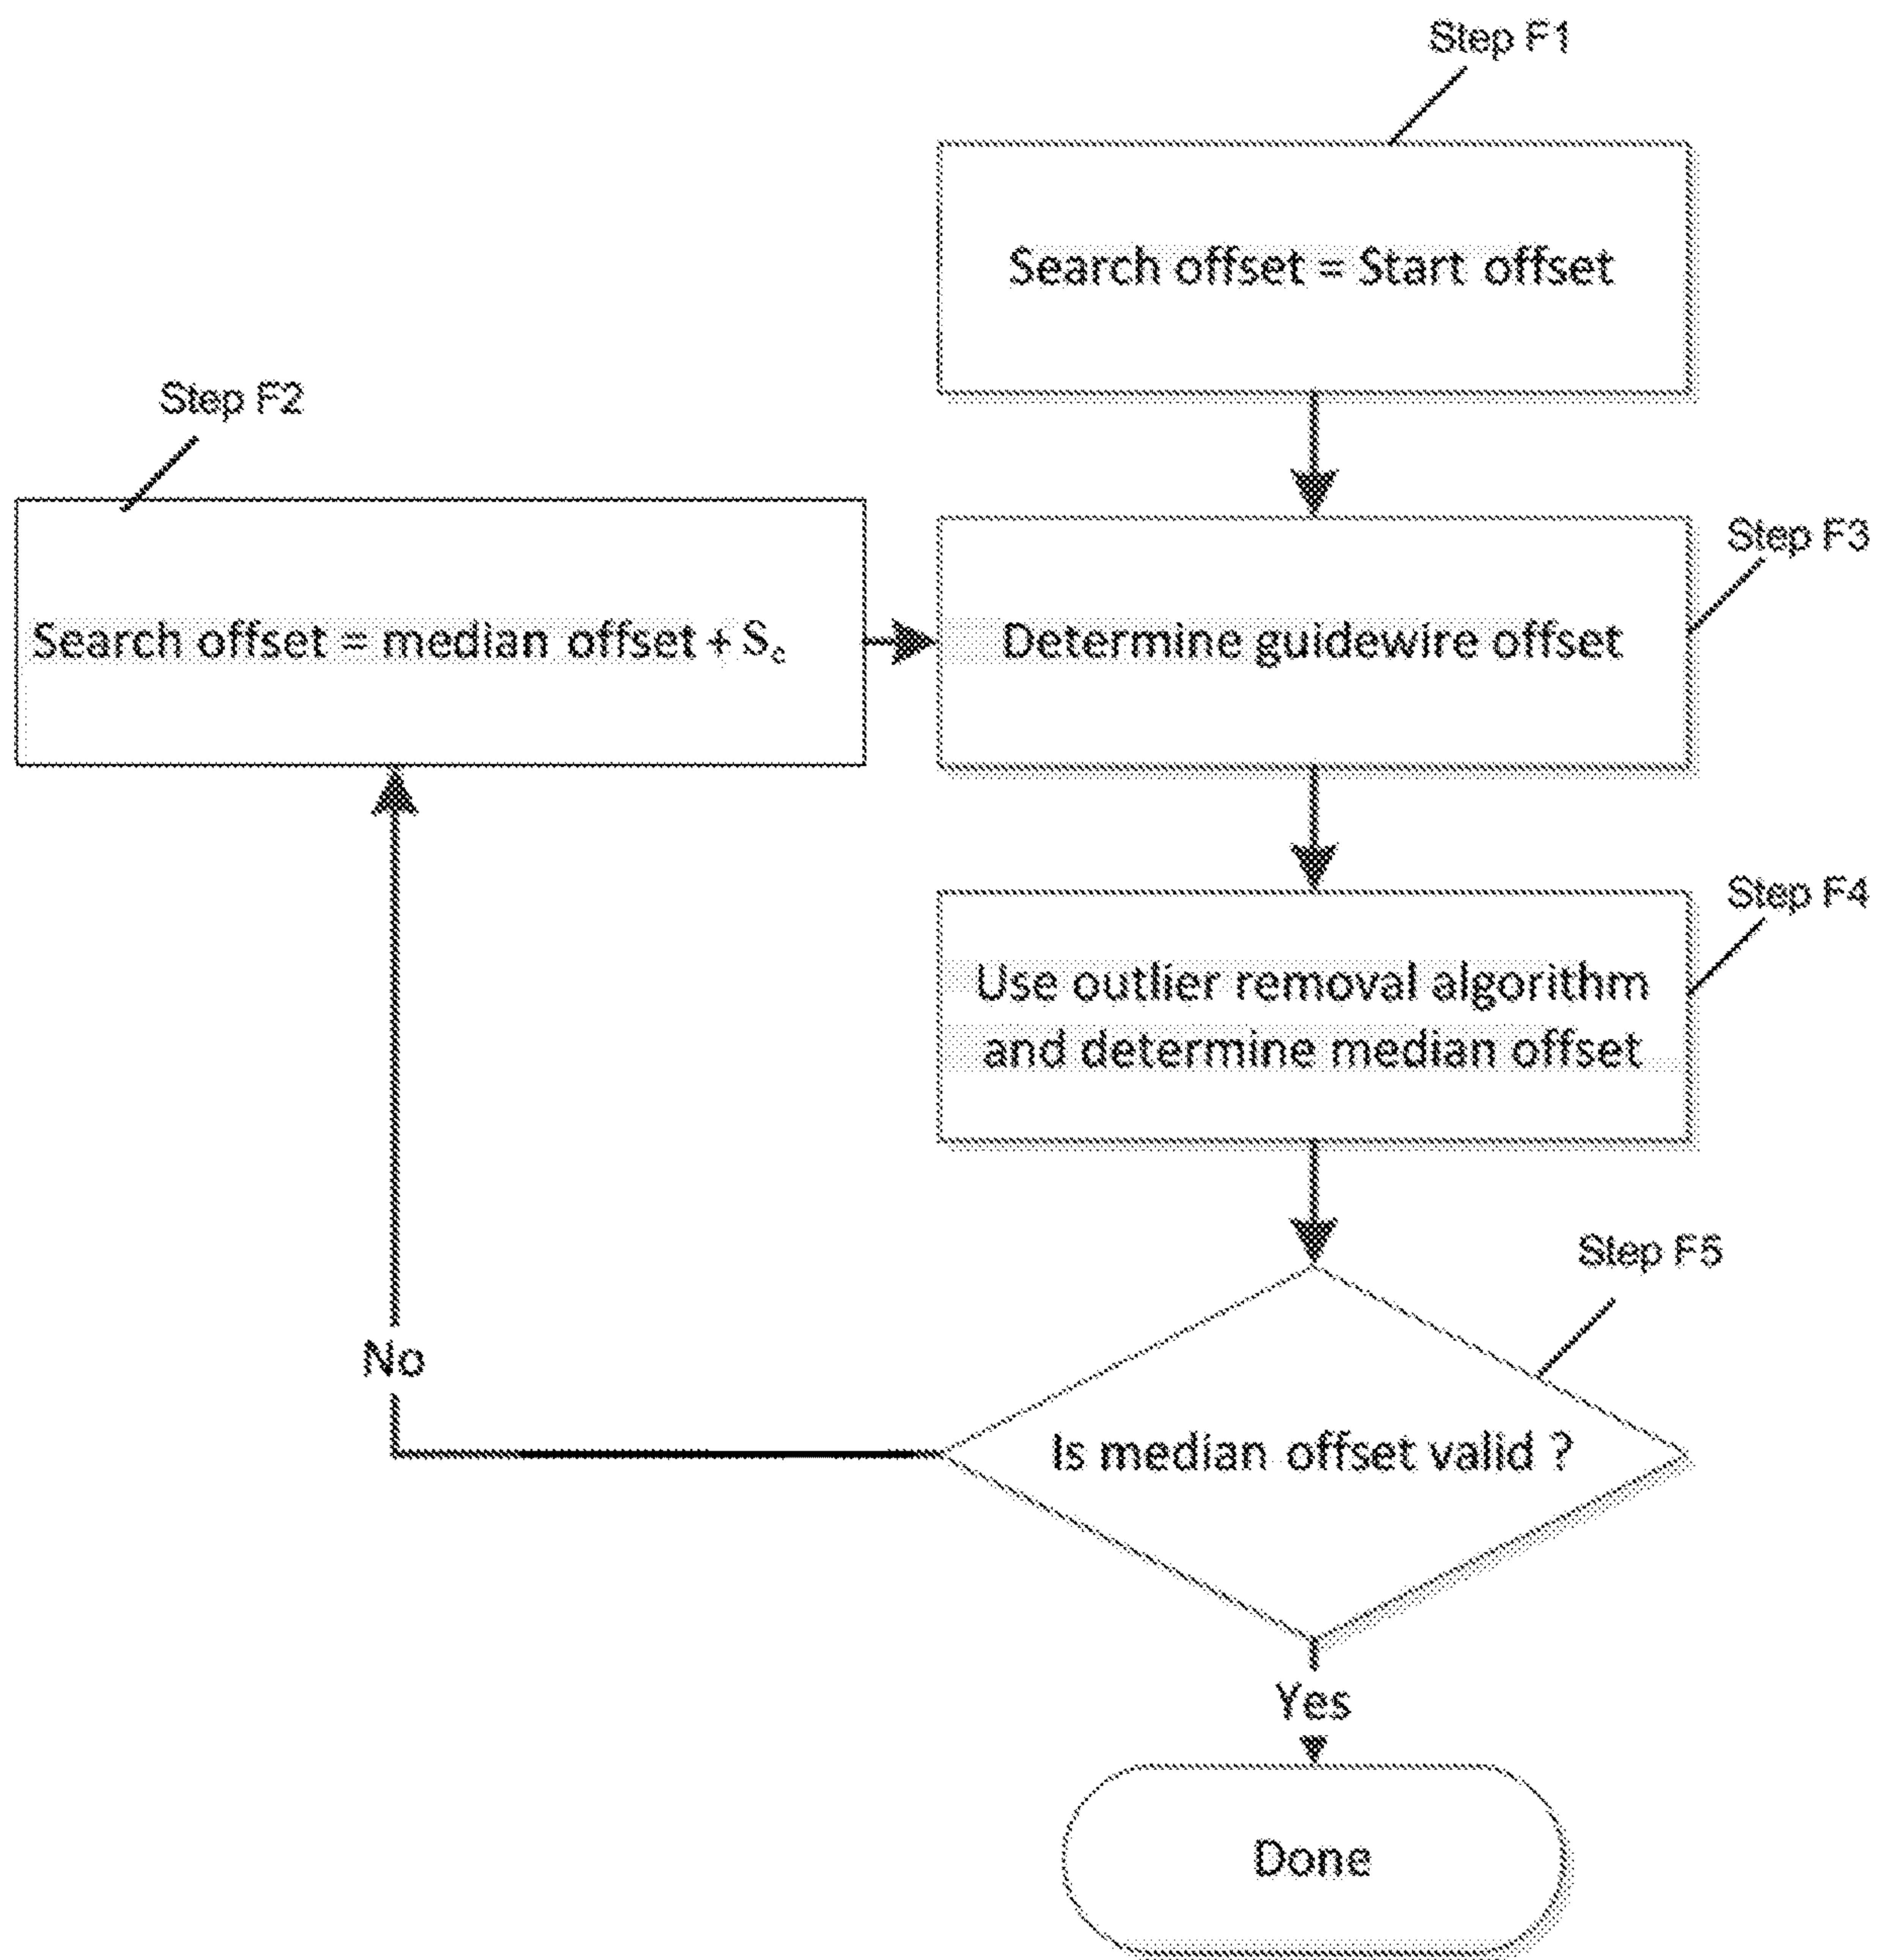 Step F1
Search offset = Start offset
Step F2
Search offset = median offset + Sc
Step F3
Determine guidewire offset
Step F4
Use outlier removal algorithm
and determine median offset
Step F5
Is median offset valid ?
No
Yes
Done